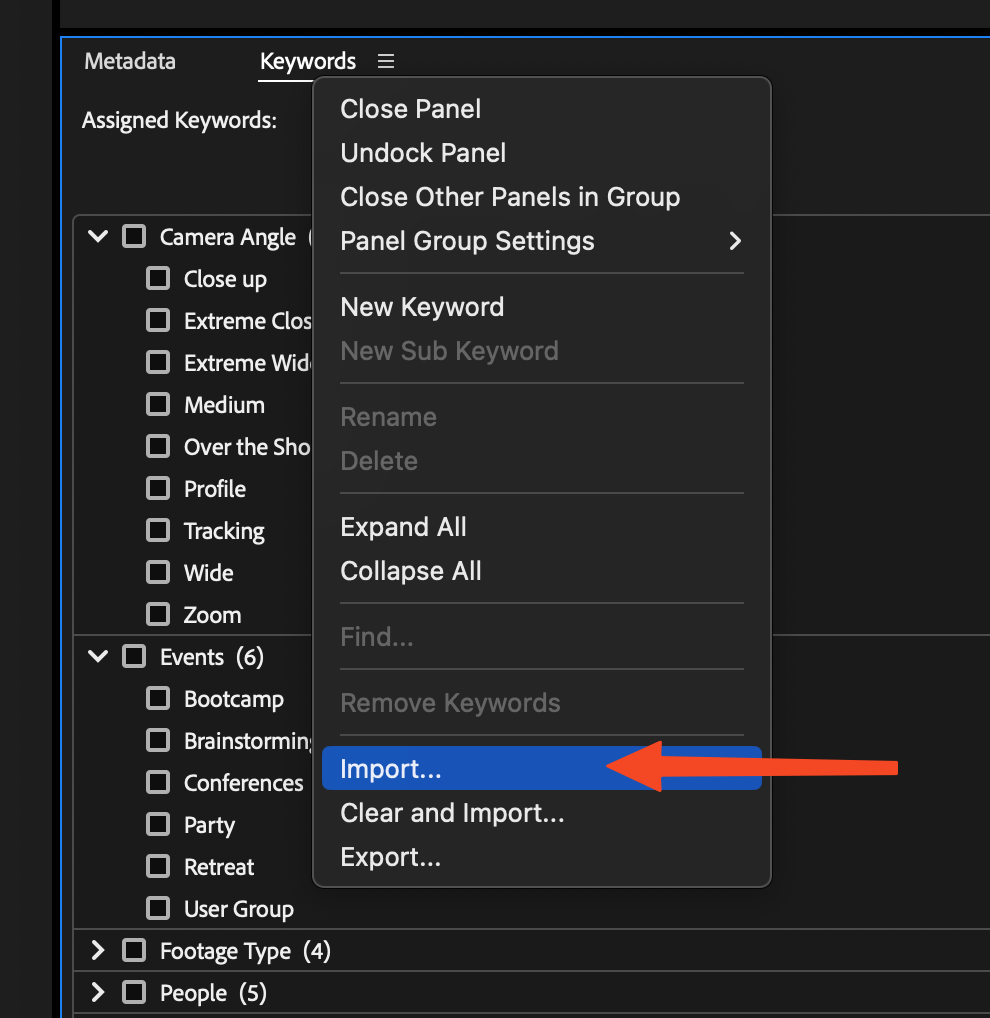 Metadata
Keywords
Assigned Keywords:
Close Panel
Undock Panel
Close Other Panels in Group
Panel Group Settings
New Keyword
New Sub Keyword
Rename
Delete
Expand All
Collapse All
Find...
Remove Keywords
Import...
Clear and Import...
Export...
Camera Angle (
Close up
Extreme Clos
Extreme Wid
Medium
Over the Sho
Profile
Tracking
Wide
Zoom
Events (6)
Bootcamp
Brainstorming
Conferences
Party
Retreat
User Group
Footage Type (4)
People (5)